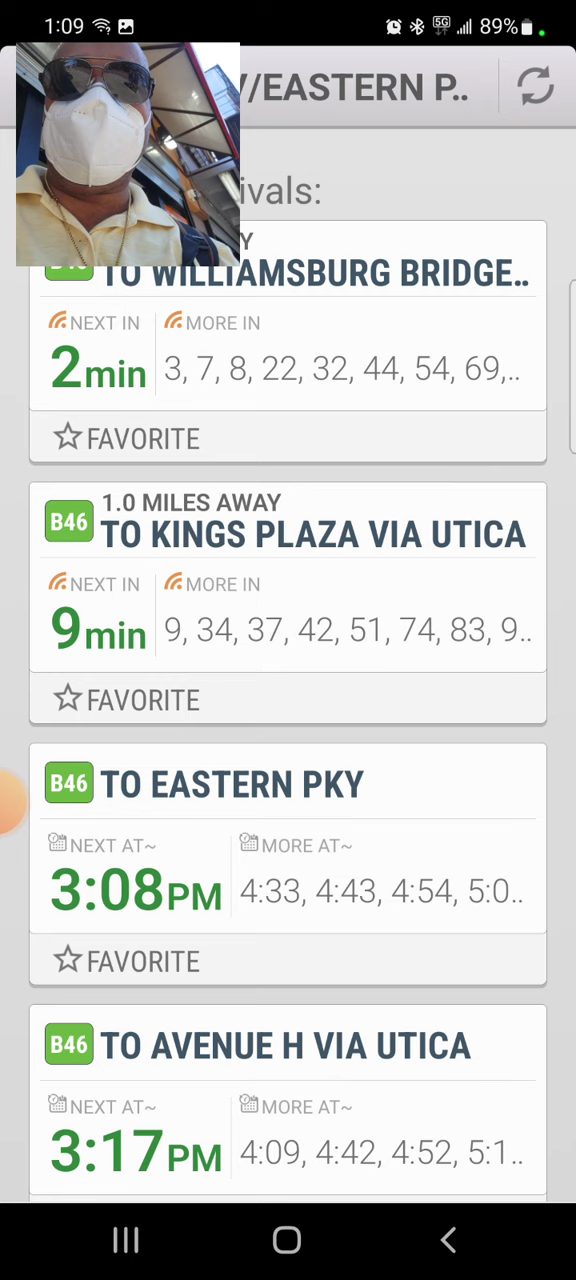 1:09 5G 89%
//EASTERN P..
ivals:
Y
TO WILLIAMSBURG BRIDGE..
NEXT IN MORE IN
2min 3, 7, 8, 22, 32, 44, 54, 69,..
FAVORITE
1.0 MILES AWAY
B46 TO KINGS PLAZA VIA UTICA
NEXT IN MORE IN
9min 9, 34, 37, 42, 51, 74, 83, 9..
FAVORITE
B46 TO EASTERN PKY
NEXT AT~ MORE AT~
3:08PM 4:33, 4:43, 4:54, 5:0..
FAVORITE
B46 TO AVENUE H VIA UTICA
NEXT AT~ MORE AT~
3:17PM 4:09, 4:42, 4:52, 5:1..